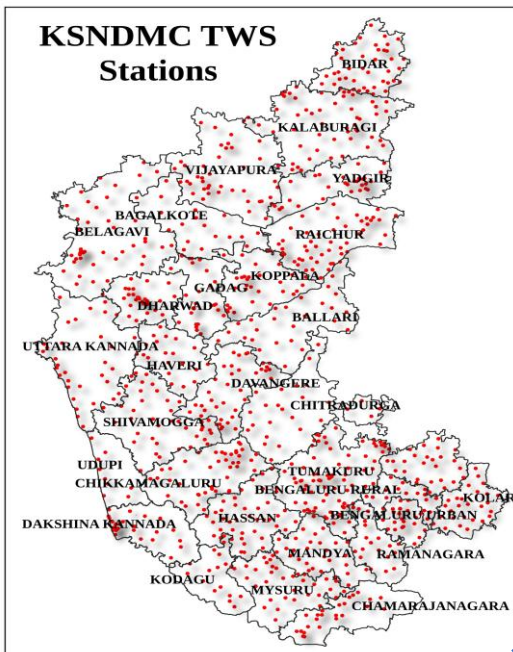 KSNDMC TWS
Stations
BIDAR
KALABURAGI
VIJAYAPURA
YADGIR
BAGALKOTE
BELAGAVI
RAICHUR
KOPPALA
GADAG
DHARWAD
BALLARI
UTTARA KANNADA
HAVERI
DAVANGERE
CHITRADURGA
SHIVAMOGGA
UDUPI
TUMAKURU
CHIKKAMAGALURU
BENGALURU RURAL
KOLAR
DAKSHINA KANNADA
HASSAN
BENGALURU URBAN
MANDYA
RAMANAGARA
KODAGU
MYSURU
CHAMARAJANAGARA